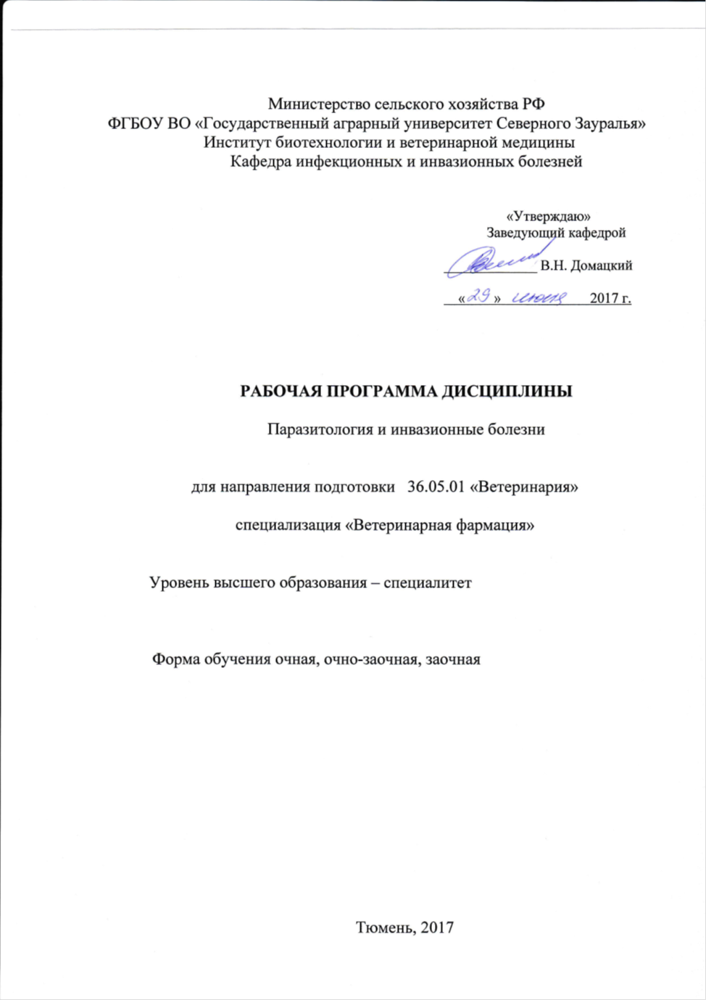 Министерство сельского хозяйства РФ
ФГБОУ ВО «Государственный аграрный университет Северного Зауралья»
Институт биотехнологии и ветеринарной медицины
Кафедра инфекционных и инвазионных болезней
«Утверждаю»
Заведующий кафедрой
В.Н. Домацкий
«29» июня 2017 г.
РАБОЧАЯ ПРОГРАММА ДИСЦИПЛИНЫ
Паразитология и инвазионные болезни
для направления подготовки 36.05.01 «Ветеринария»
специализация «Ветеринарная фармация»
Уровень высшего образования – специалитет
Форма обучения очная, очно-заочная, заочная
Тюмень, 2017